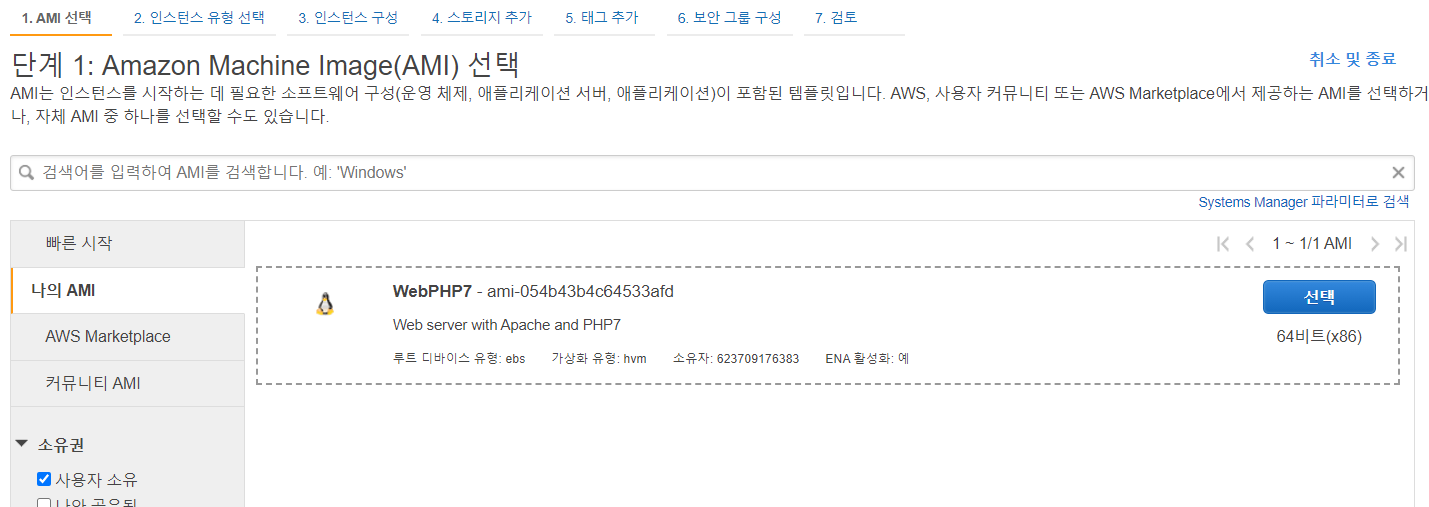 1. AMI 선택 2. 인스턴스 유형 선택 3. 인스턴스 구성 4. 스토리지 추가 5. 태그 추가 6. 보안 그룹 구성 7. 검토
단계 1: Amazon Machine Image(AMI) 선택
취소 및 종료
AMI는 인스턴스를 시작하는 데 필요한 소프트웨어 구성(운영 체제, 애플리케이션 서버, 애플리케이션)이 포함된 템플릿입니다. AWS, 사용자 커뮤니티 또는 AWS Marketplace에서 제공하는 AMI를 선택하거
나, 자체 AMI 중 하나를 선택할 수도 있습니다.
검색어를 입력하여 AMI를 검색합니다. 예: 'Windows'
Systems Manager 파라미터로 검색
빠른 시작
1 ~ 1/1 AMI
나의 AMI
WebPHP7 - ami-054b43b4c64533afd
선택
Web server with Apache and PHP7
AWS Marketplace
64비트(x86)
루트 디바이스 유형: ebs 가상화 유형: hvm 소유자: 623709176383 ENA 활성화: 예
커뮤니티 AMI
소유권
사용자 소유
나와 공유됨